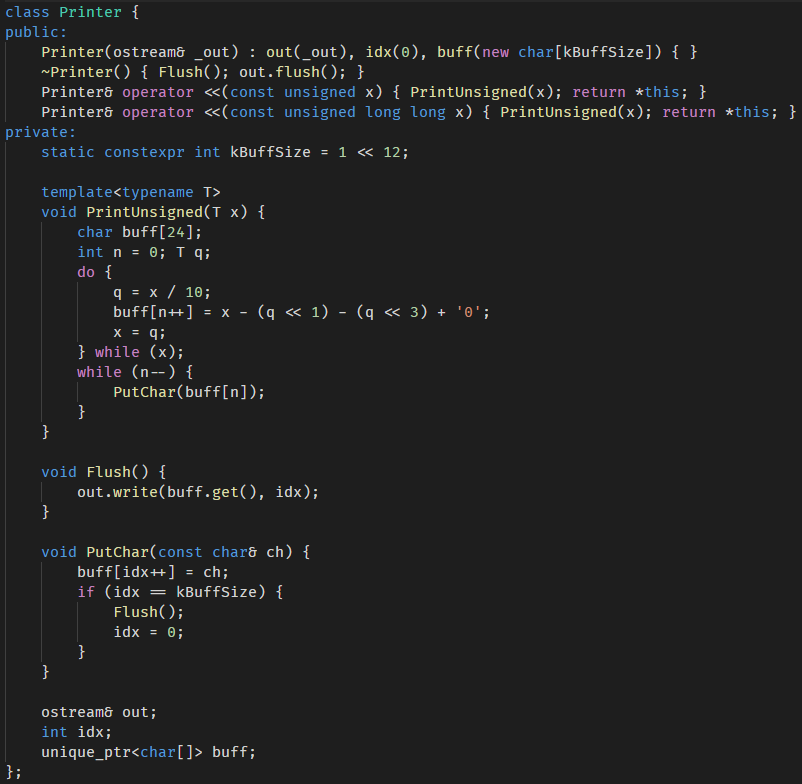 class Printer {
public:
    Printer(ostream& _out) : out(_out), idx(0), buff(new char[kBuffSize]) { }
    ~Printer() { Flush(); out.flush(); }
    Printer& operator <<(const unsigned x) { PrintUnsigned(x); return *this; }
    Printer& operator <<(const unsigned long long x) { PrintUnsigned(x); return *this; }
private:
    static constexpr int kBuffSize = 1 << 12;

    template<typename T>
    void PrintUnsigned(T x) {
        char buff[24];
        int n = 0; T q;
        do {
            q = x / 10;
            buff[n++] = x - (q << 1) - (q << 3) + '0';
            x = q;
        } while (x);
        while (n--) {
            PutChar(buff[n]);
        }
    }

    void Flush() {
        out.write(buff.get(), idx);
    }

    void PutChar(const char& ch) {
        buff[idx++] = ch;
        if (idx == kBuffSize) {
            Flush();
            idx = 0;
        }
    }

    ostream& out;
    int idx;
    unique_ptr<char[]> buff;
};